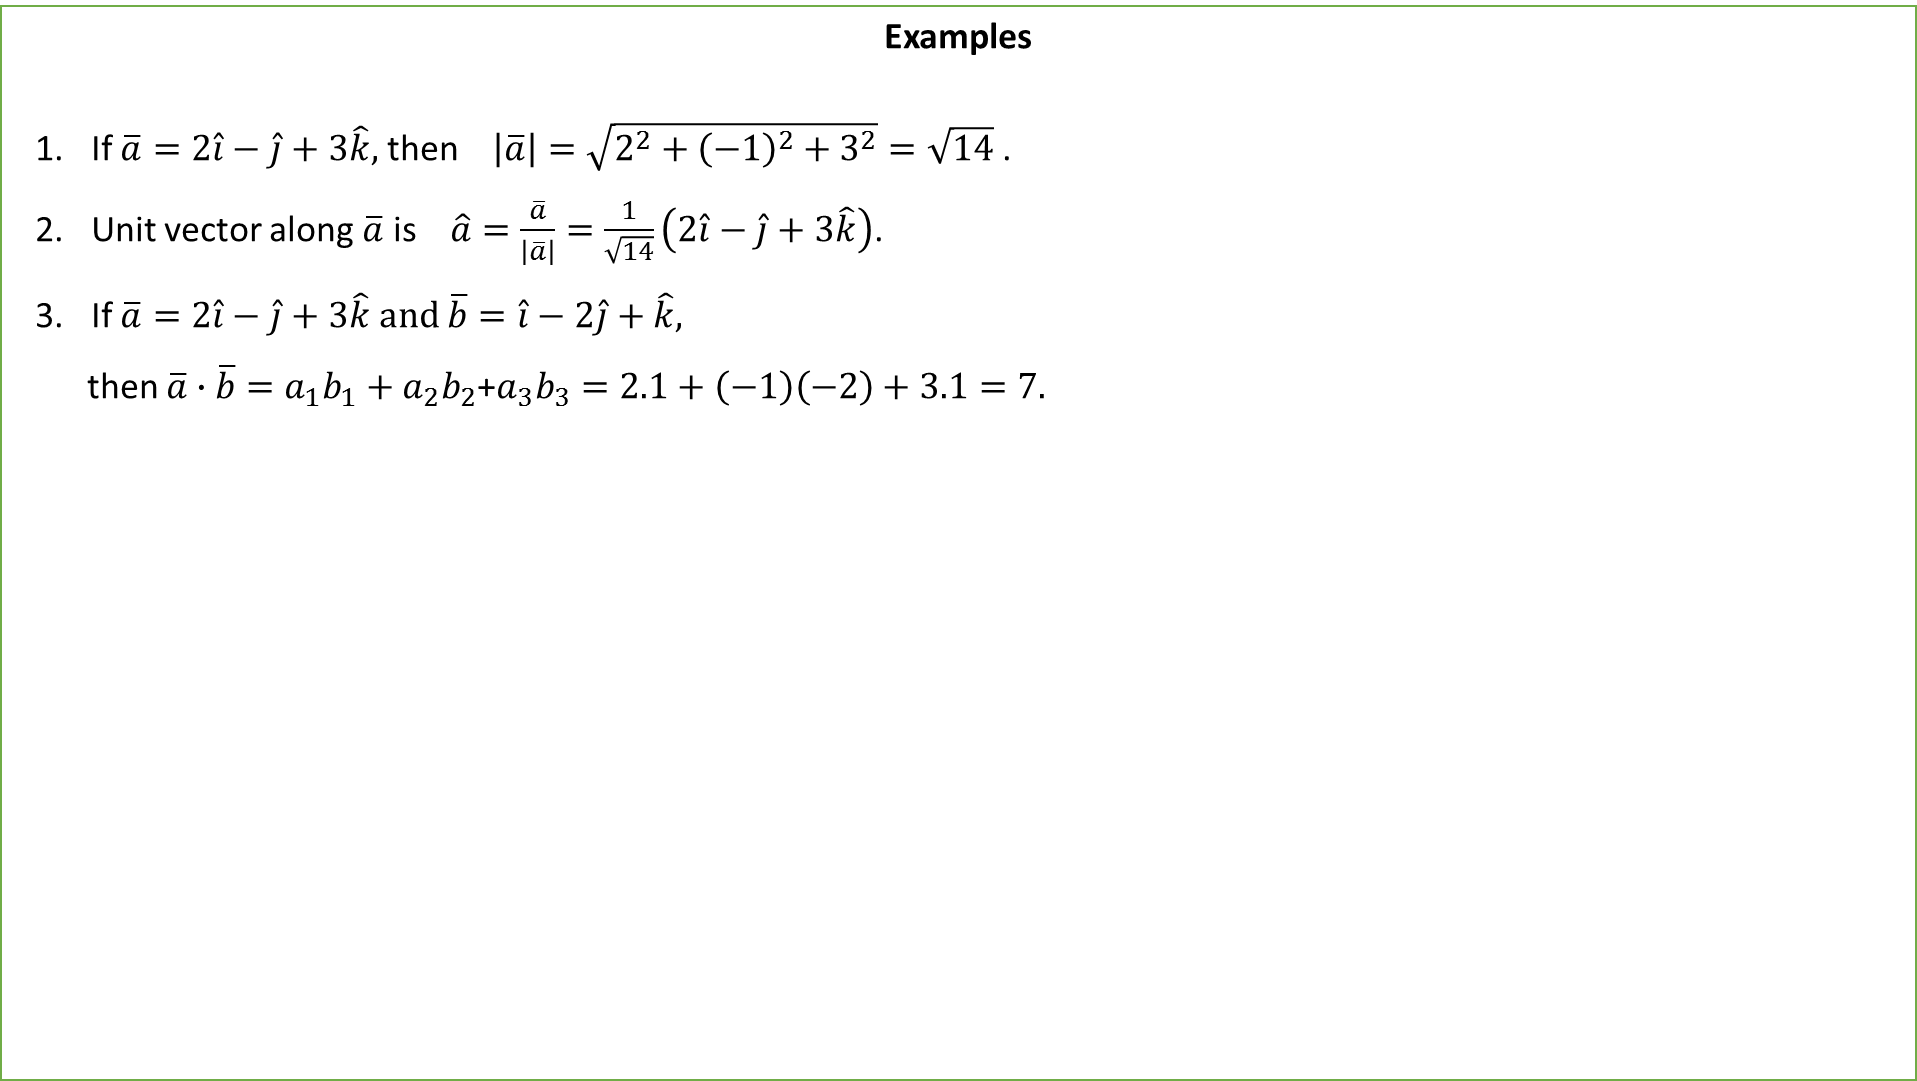 Examples
1. If a̅ = 2î − ĵ + 3k̂, then |a̅| = √(2² + (−1)² + 3²) = √14 .
2. Unit vector along a̅ is â = a̅/|a̅| = 1/√14 (2î − ĵ + 3k̂).
3. If a̅ = 2î − ĵ + 3k̂ and b̅ = î − 2ĵ + k̂,
then a̅ · b̅ = a₁b₁ + a₂b₂+a₃b₃ = 2.1 + (−1)(−2) + 3.1 = 7.